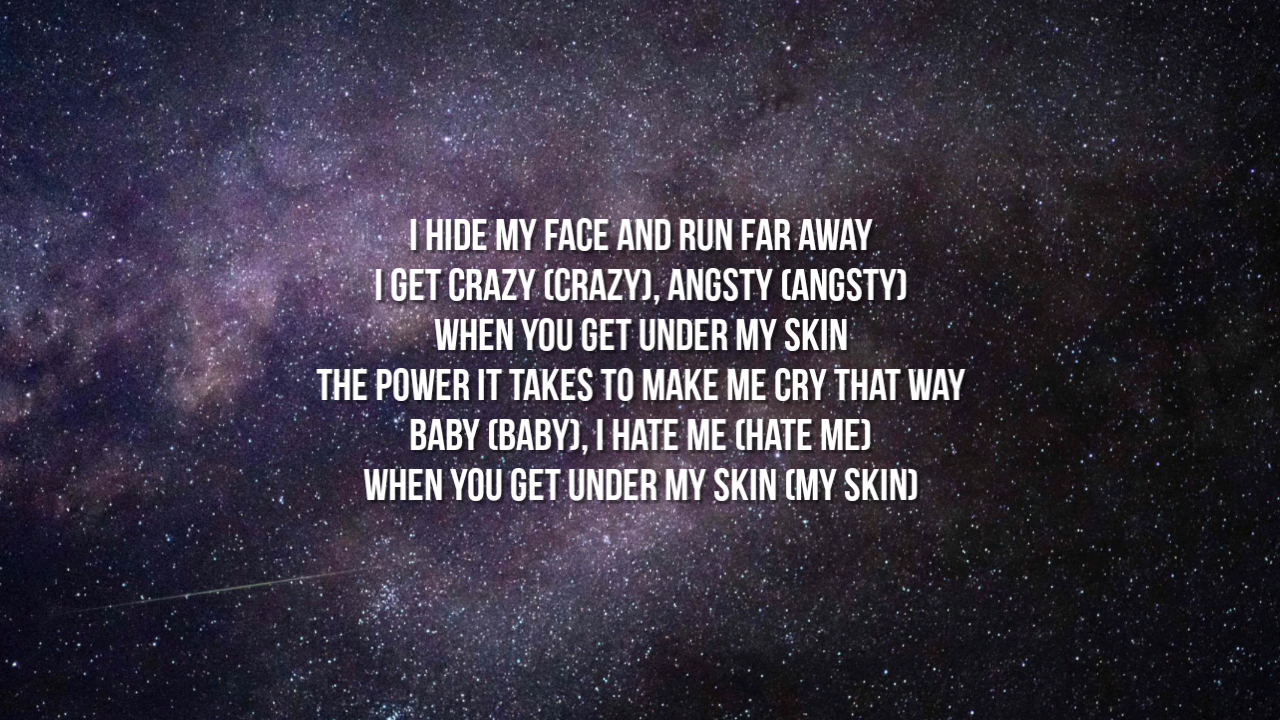 I HIDE MY FACE AND RUN FAR AWAY
I GET CRAZY (CRAZY), ANGSTY (ANGSTY)
WHEN YOU GET UNDER MY SKIN
THE POWER IT TAKES TO MAKE ME CRY THAT WAY
BABY (BABY), I HATE ME (HATE ME)
WHEN YOU GET UNDER MY SKIN (MY SKIN)